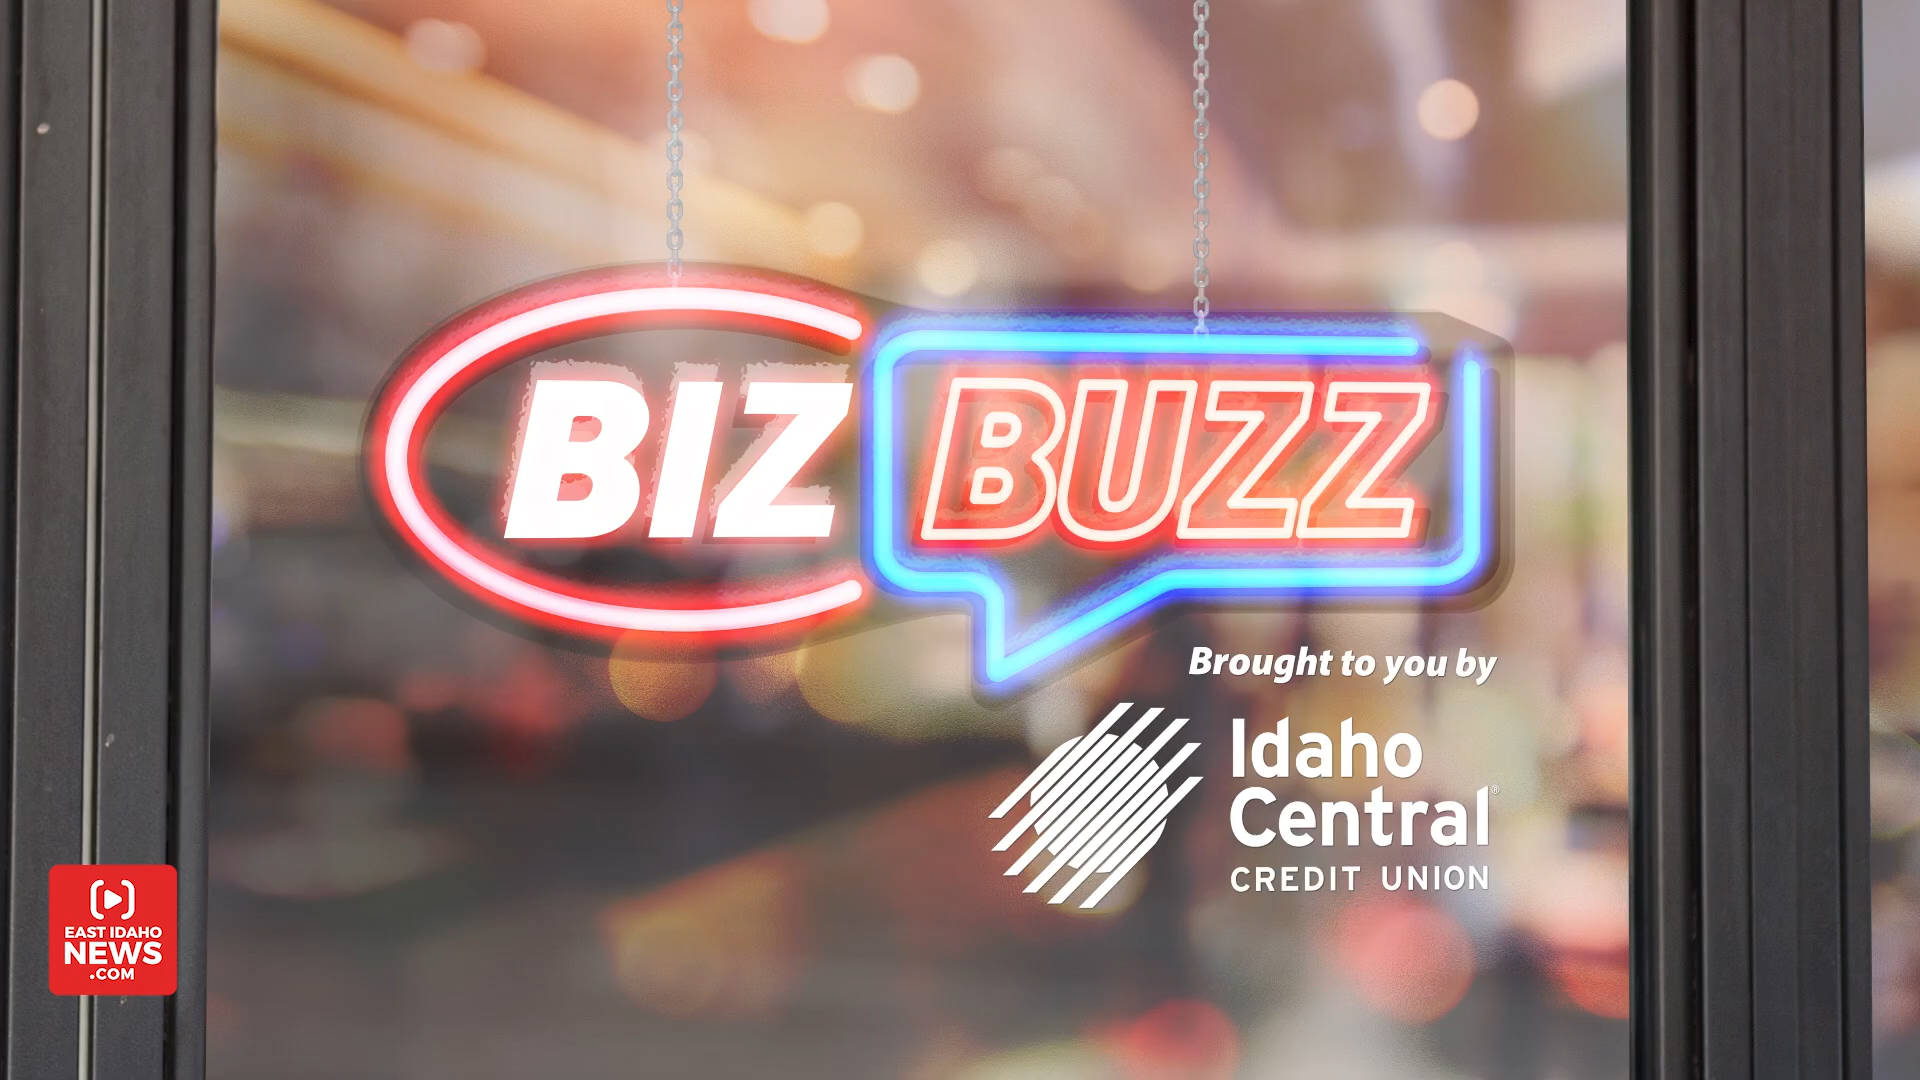 BIZ BUZZ
Brought to you by
Idaho
Central®
CREDIT UNION
EAST IDAHO
NEWS
.COM